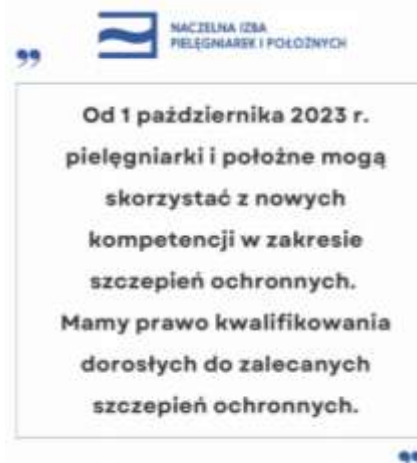 NACZELNA IZBA
PIELĘGNIAREK I POŁOŻNYCH
Od 1 października 2023 r.
pielęgniarki i położne mogą
skorzystać z nowych
kompetencji w zakresie
szczepień ochronnych.
Mamy prawo kwalifikowania
dorosłych do zalecanych
szczepień ochronnych.